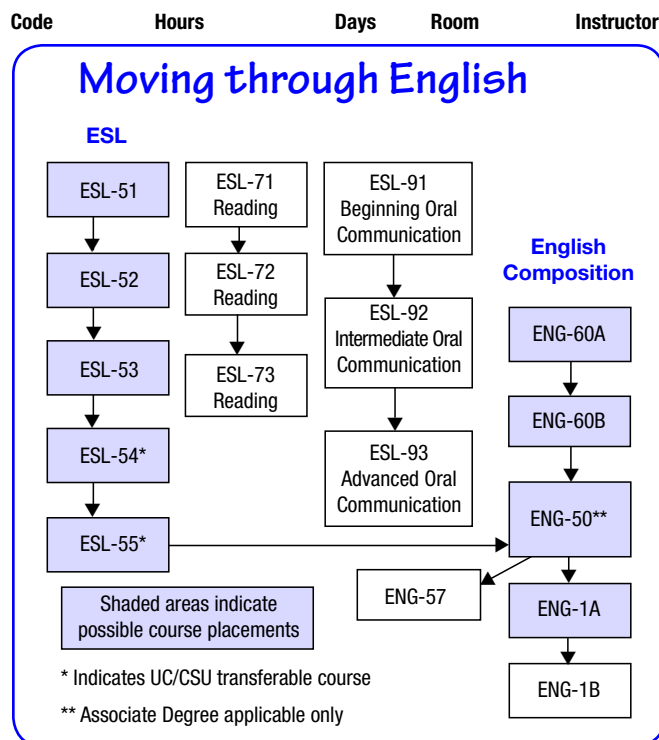 Code Hours Days Room Instructor
Moving through English
ESL
ESL-51
ESL-52
ESL-53
ESL-54*
ESL-55*
ESL-71
Reading
ESL-72
Reading
ESL-73
Reading
ESL-91
Beginning Oral
Communication
ESL-92
Intermediate Oral
Communication
ESL-93
Advanced Oral
Communication
English
Composition
ENG-60A
ENG-60B
ENG-50**
ENG-57
ENG-1A
ENG-1B
Shaded areas indicate
possible course placements
* Indicates UC/CSU transferable course
** Associate Degree applicable only